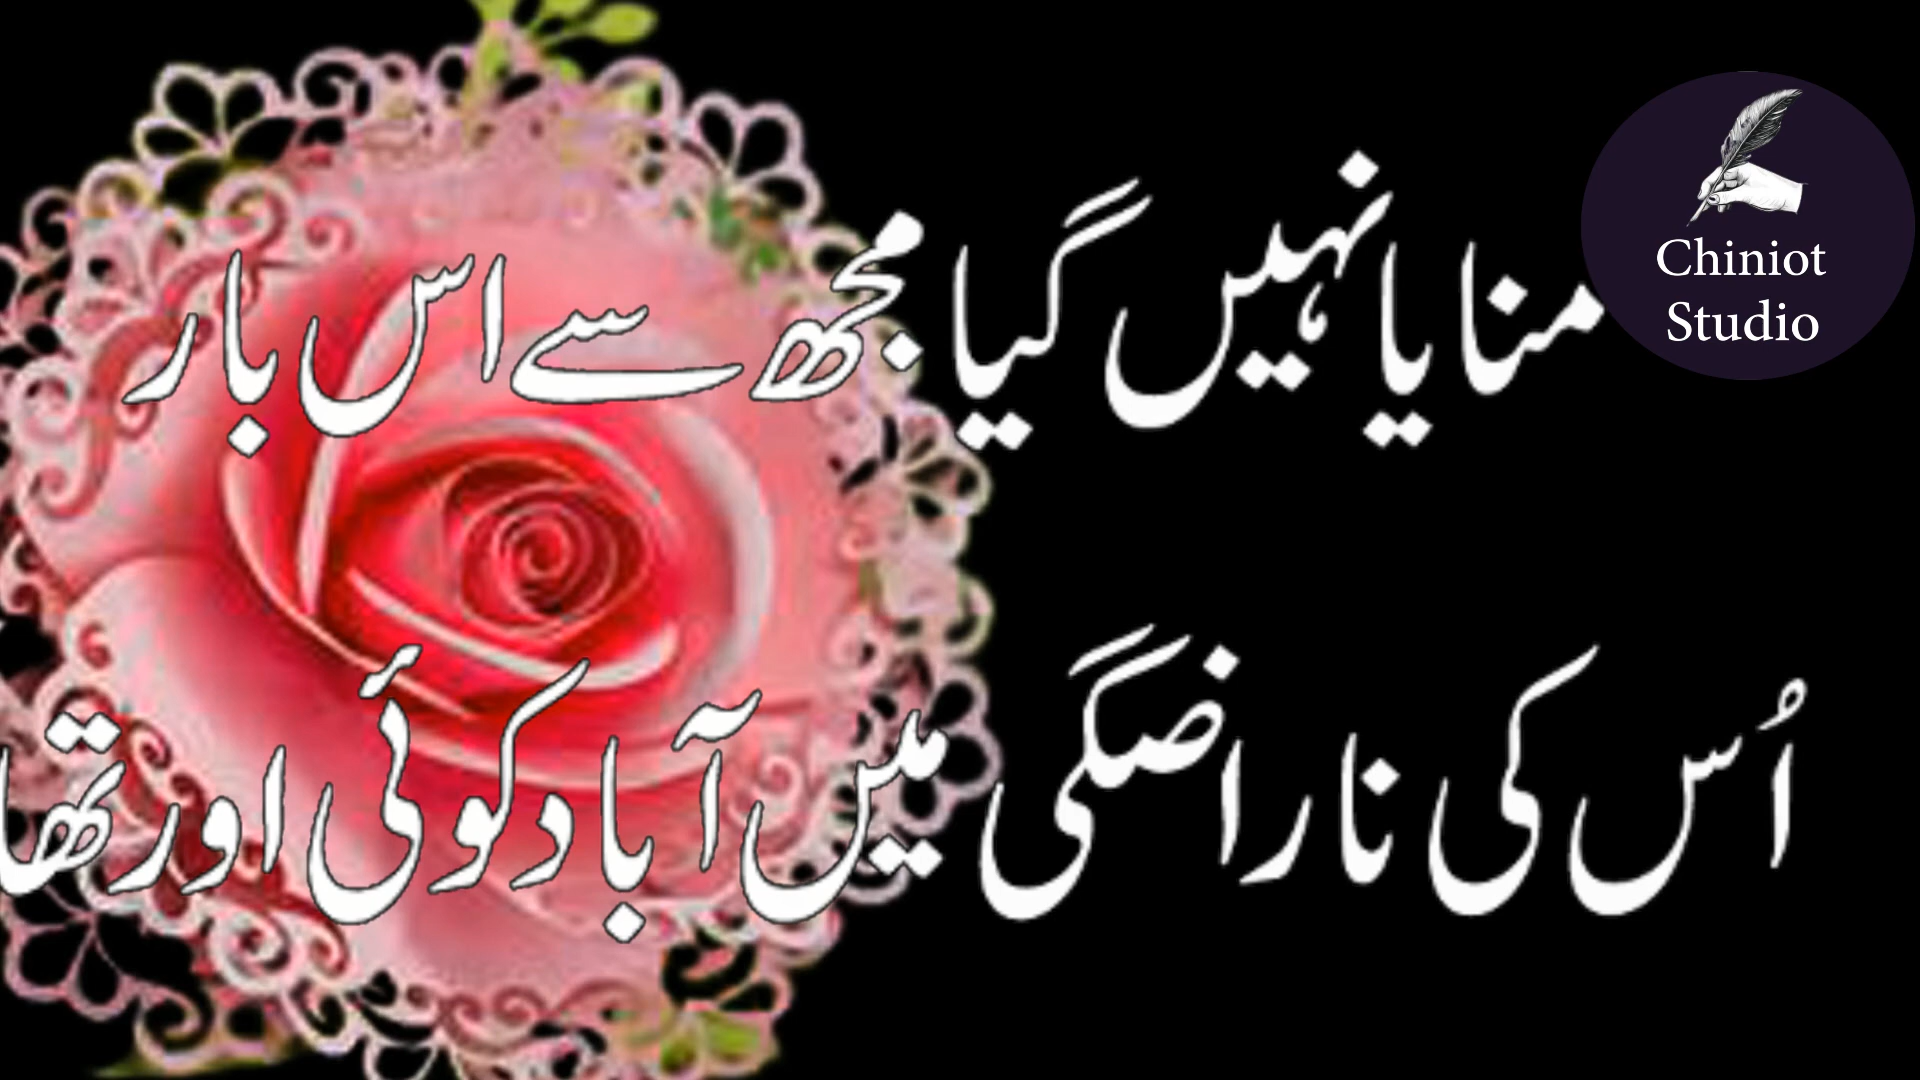 منایا نہیں گیا مجھ سے اس بار
اُس کی ناراضگی میں آباد کوئی اور تھا
Chiniot
Studio